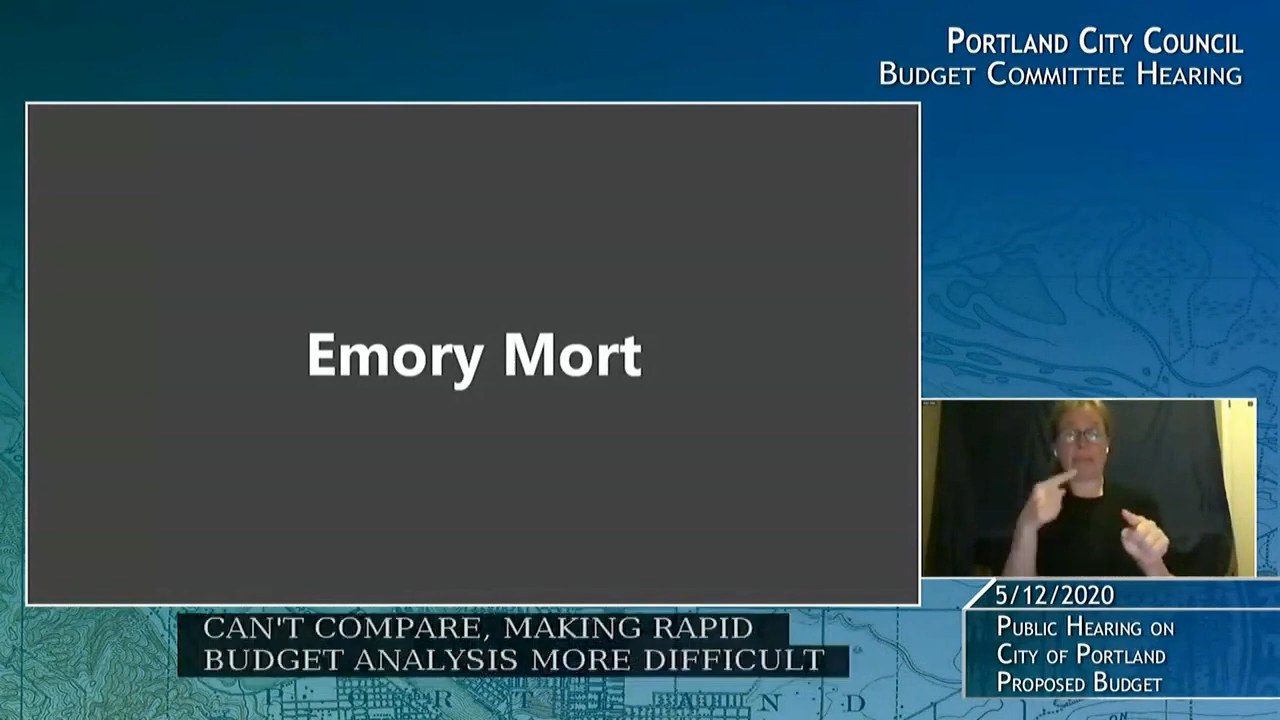 PORTLAND CITY COUNCIL
BUDGET COMMITTEE HEARING
Emory Mort
5/12/2020
PUBLIC HEARING ON
CITY OF PORTLAND
PROPOSED BUDGET
CAN'T COMPARE, MAKING RAPID
BUDGET ANALYSIS MORE DIFFICULT